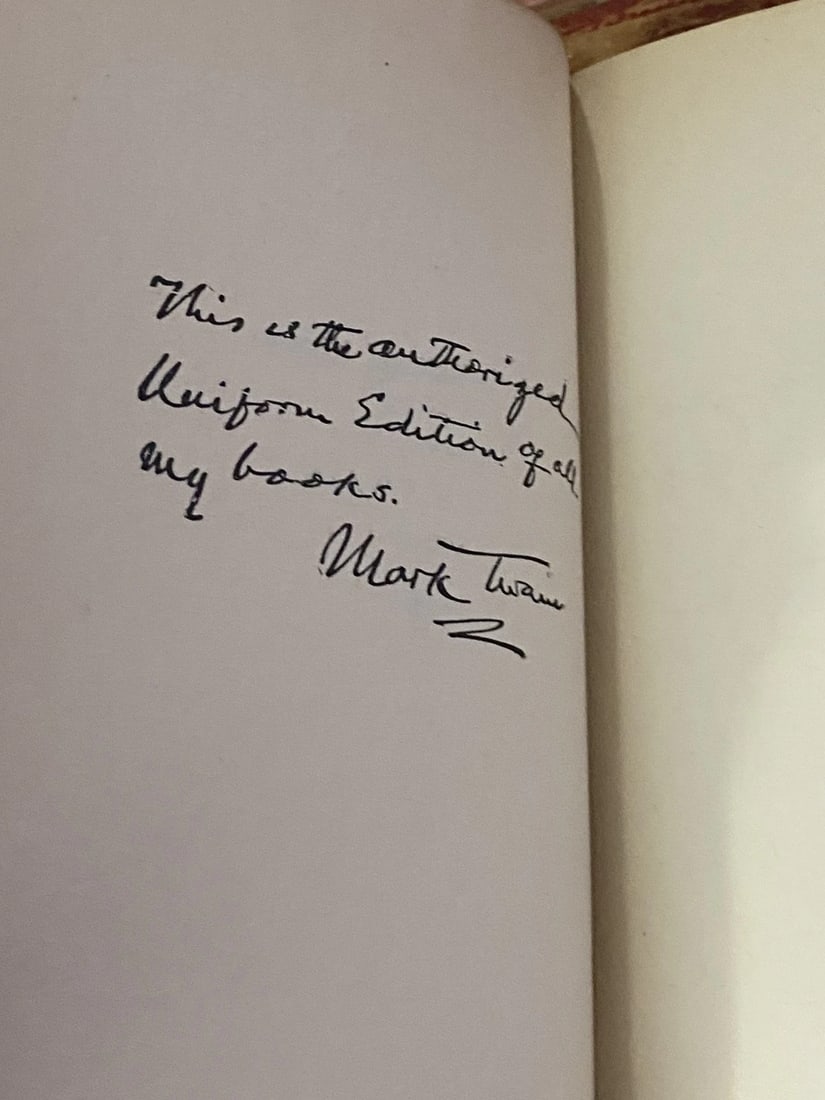 This is the authorized
Uniform Edition of all
my books.
Mark Twain